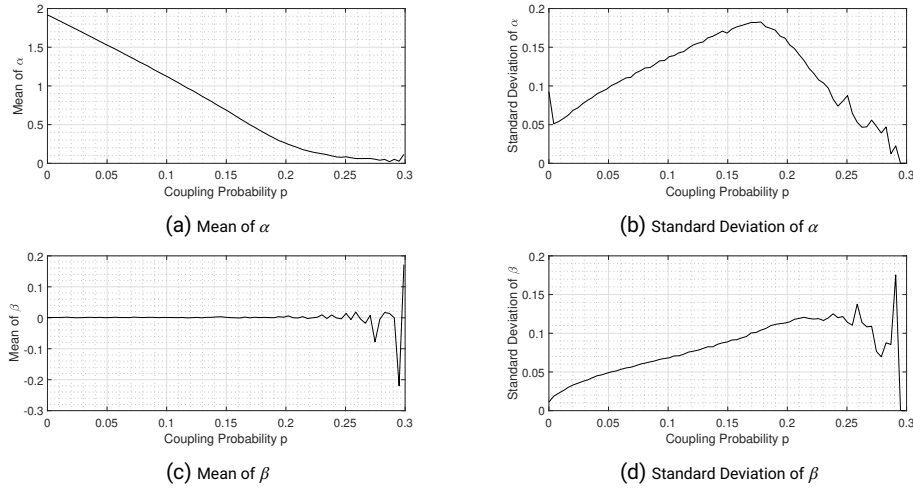 2
1.5
1
0.5
0
Mean of α
0 0.05 0.1 0.15 0.2 0.25 0.3
Coupling Probability p
(a) Mean of α
0.2
0.15
0.1
0.05
0
Standard Deviation of α
0 0.05 0.1 0.15 0.2 0.25 0.3
Coupling Probability p
(b) Standard Deviation of α
0.2
0.1
0
-0.1
-0.2
-0.3
Mean of β
0 0.05 0.1 0.15 0.2 0.25 0.3
Coupling Probability p
(c) Mean of β
0.2
0.15
0.1
0.05
0
Standard Deviation of β
0 0.05 0.1 0.15 0.2 0.25 0.3
Coupling Probability p
(d) Standard Deviation of β